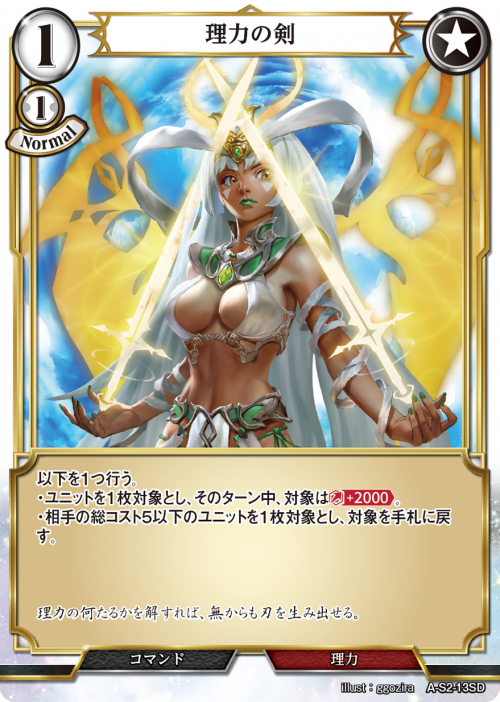 1
理力の剣
1
Normal
以下を1つ行う。
・ユニットを1枚対象とし、そのターン中、対象は+2000。
・相手の総コスト5以下のユニットを1枚対象とし、対象を手札に戻
す。
理力の何たるかを解すれば、無からも刃を生み出せる。
コマンド
理力
illust：ggozira A-S2-13SD